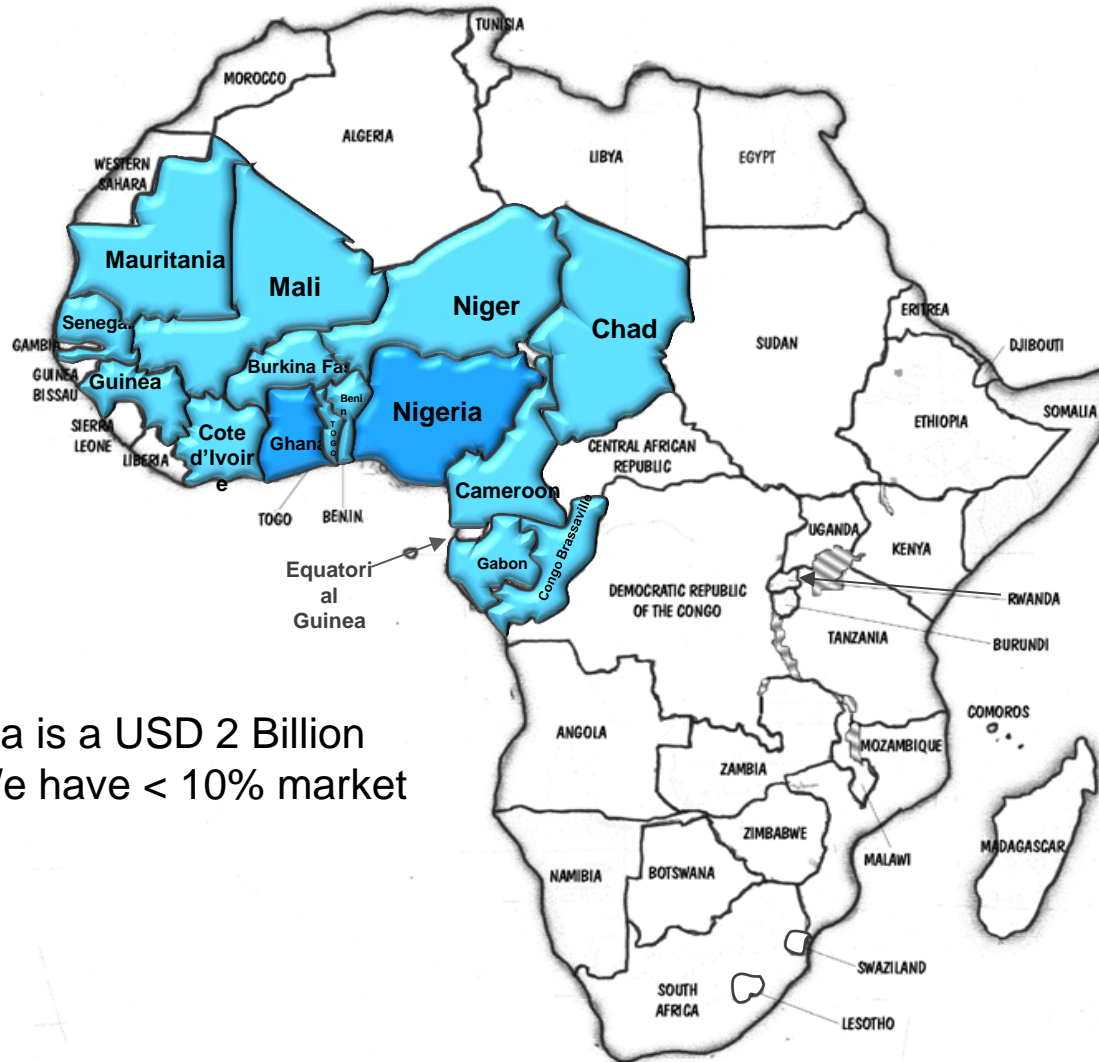 TUNISIA
MOROCCO
ALGERIA
WESTERN
SAHARA
LIBYA
EGYPT
Mauritania
Mali
Niger
Chad
Senegal
GAMBIA
GUINEA
BISSAU
Guinea
Burkina Fas
Beni
n
T
O
G
O
Nigeria
SIERRA
LEONE
LIBERIA
Cote
d’Ivoir
e
Ghana
SUDAN
ERITREA
DJIBOUTI
SOMALIA
ETHIOPIA
CENTRAL AFRICAN
REPUBLIC
Cameroon
TOGO
BENIN
Equatori
al
Guinea
Gabon
Congo Brassaville
UGANDA
KENYA
DEMOCRATIC REPUBLIC
OF THE CONGO
RWANDA
BURUNDI
TANZANIA
COMOROS
a is a USD 2 Billion
We have < 10% market
ANGOLA
ZAMBIA
MOZAMBIQUE
MALAWI
ZIMBABWE
MADAGASCAR
NAMIBIA
BOTSWANA
SWAZILAND
SOUTH
AFRICA
LESOTHO